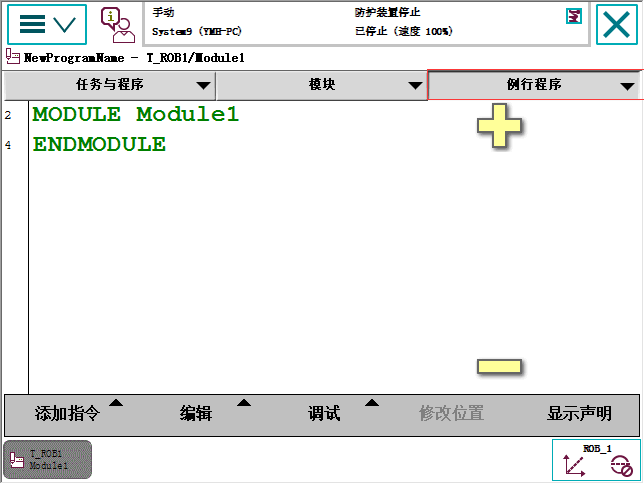 手动
防护装置停止
System9 (YMH-PC)
已停止 (速度 100%)
NewProgramName - T_ROB1/Module1
任务与程序
模块
例行程序
2 MODULE Module1
4 ENDMODULE
添加指令
编辑
调试
修改位置
显示声明
T_ROB1
Module1
ROB_1